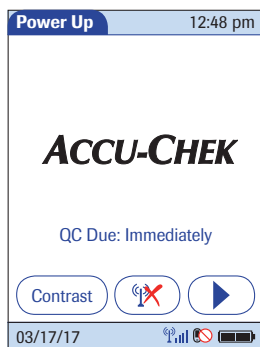 Power Up 12:48 pm
ACCU-CHEK
QC Due: Immediately
Contrast
03/17/17